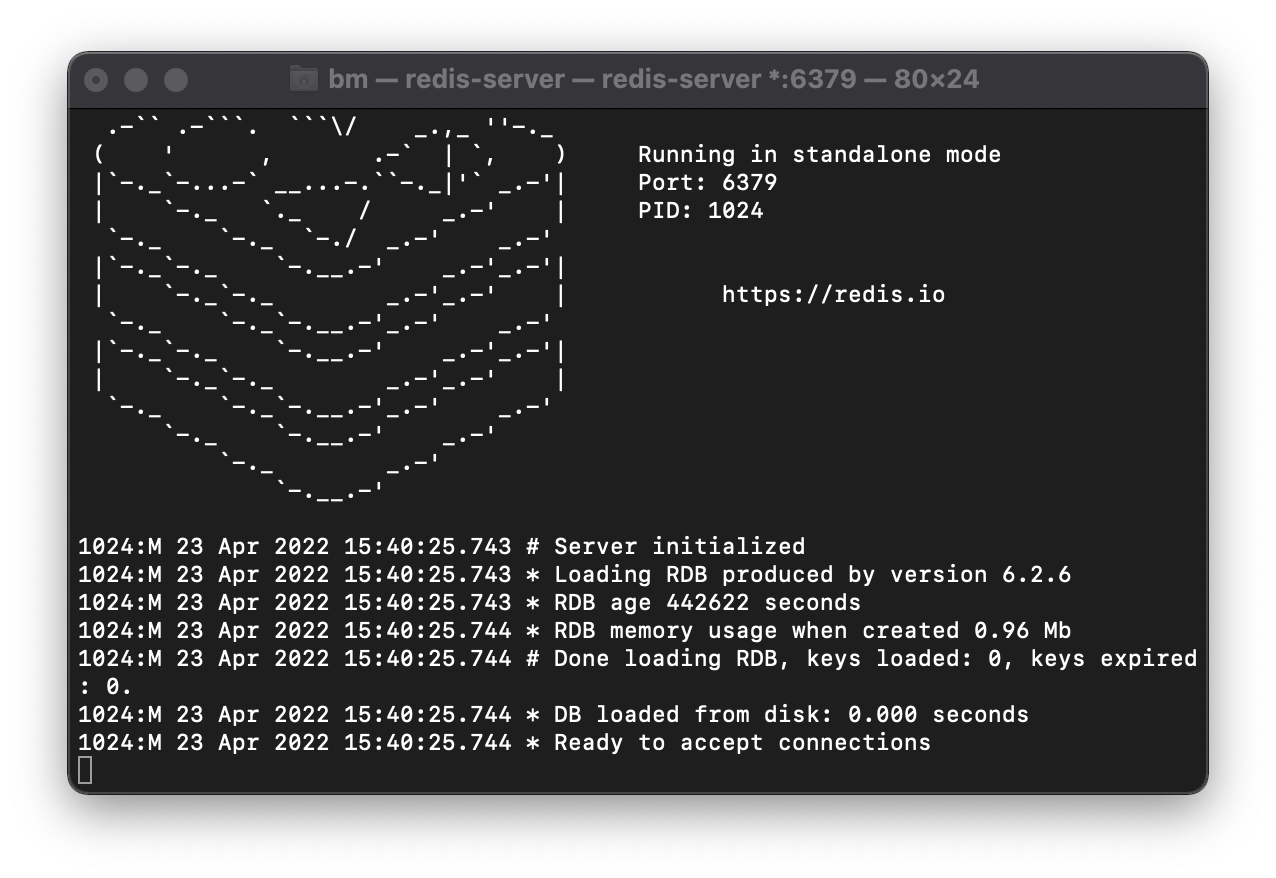 bm — redis-server — redis-server *:6379 — 80×24
Running in standalone mode
Port: 6379
PID: 1024
https://redis.io
1024:M 23 Apr 2022 15:40:25.743 # Server initialized
1024:M 23 Apr 2022 15:40:25.743 * Loading RDB produced by version 6.2.6
1024:M 23 Apr 2022 15:40:25.743 * RDB age 442622 seconds
1024:M 23 Apr 2022 15:40:25.744 * RDB memory usage when created 0.96 Mb
1024:M 23 Apr 2022 15:40:25.744 # Done loading RDB, keys loaded: 0, keys expired
: 0.
1024:M 23 Apr 2022 15:40:25.744 * DB loaded from disk: 0.000 seconds
1024:M 23 Apr 2022 15:40:25.744 * Ready to accept connections